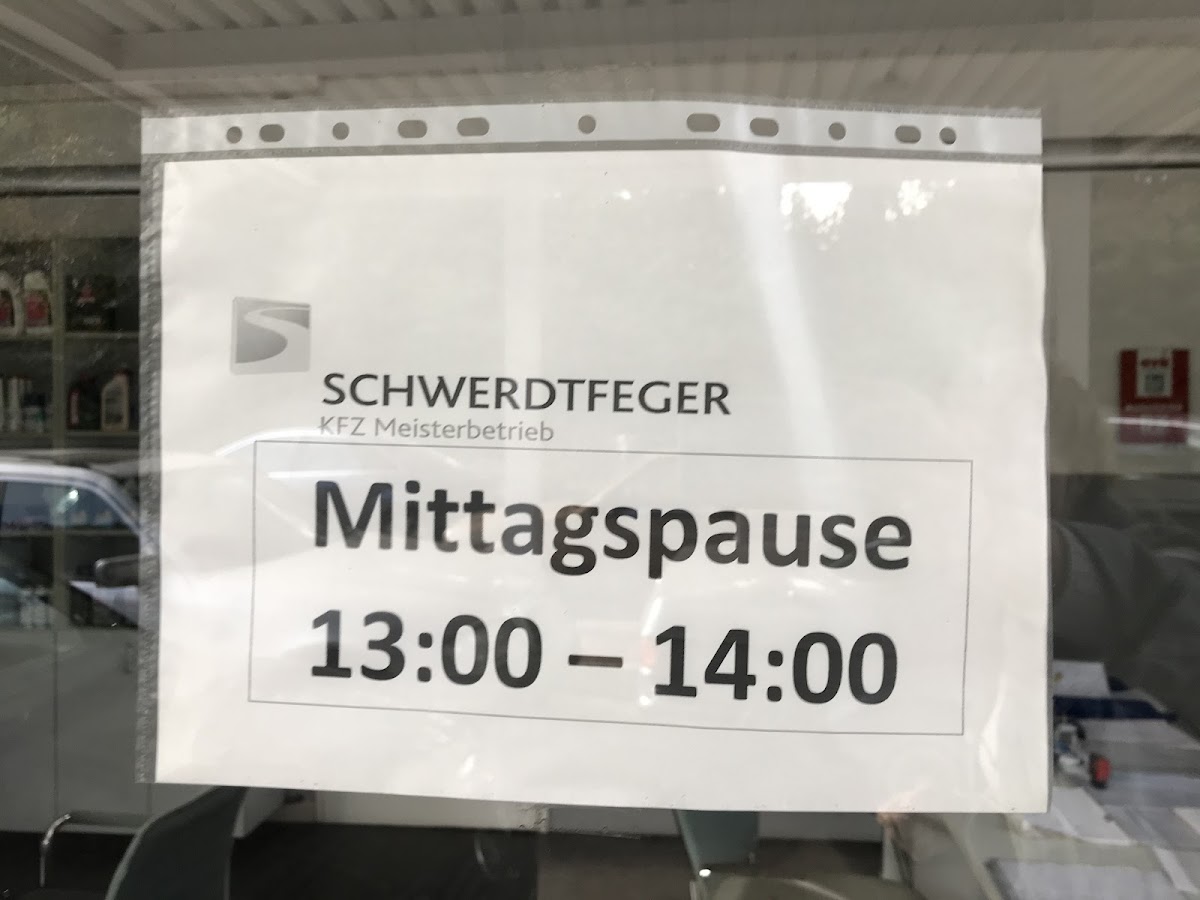 SCHWERDTFEGER
KFZ Meisterbetrieb
Mittagspause
13:00 – 14:00